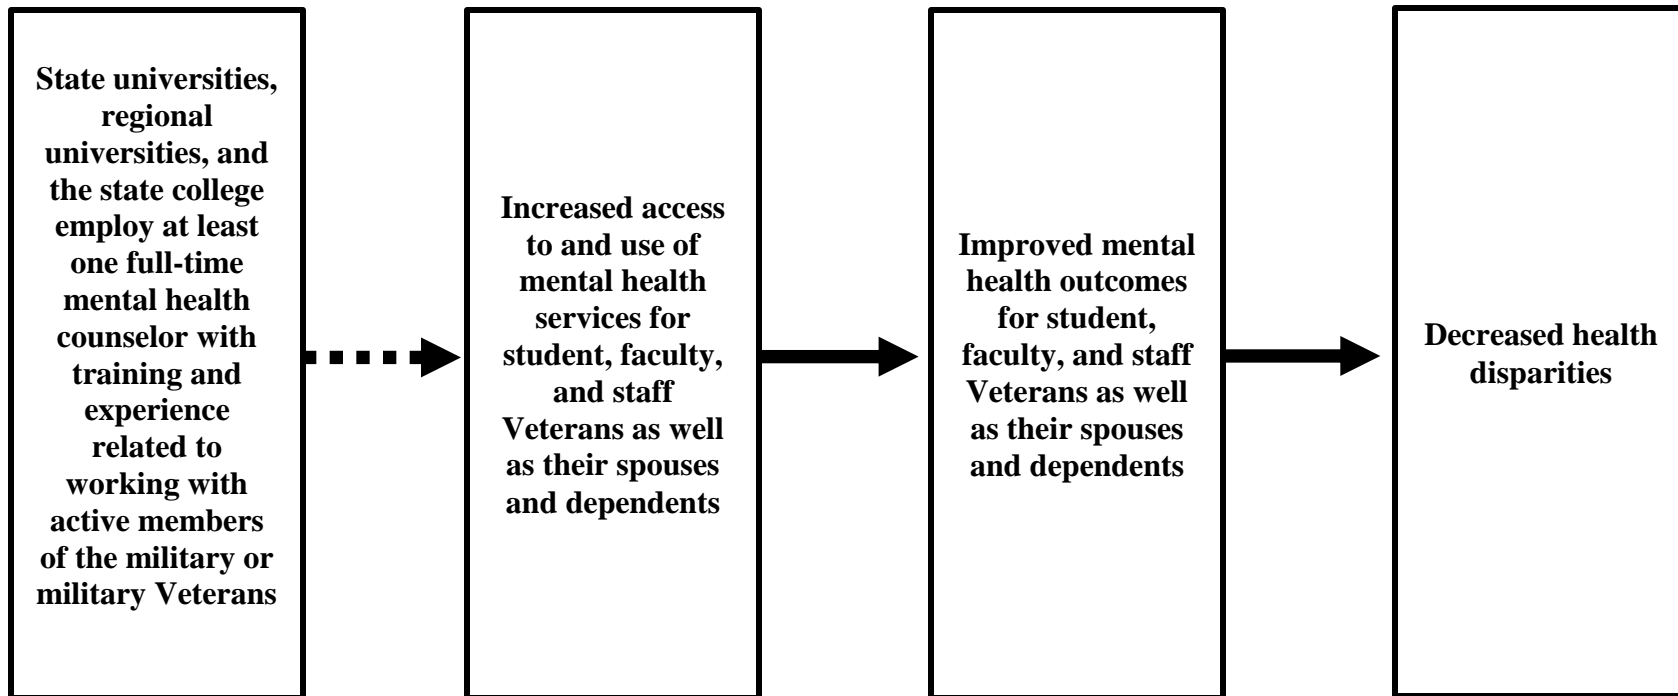 State universities,
regional
universities, and
the state college
employ at least
one full-time
mental health
counselor with
training and
experience
related to
working with
active members
of the military or
military Veterans
Increased access
to and use of
mental health
services for
student, faculty,
and staff
Veterans as well
as their spouses
and dependents
Improved mental
health outcomes
for student,
faculty, and staff
Veterans as well
as their spouses
and dependents
Decreased health
disparities